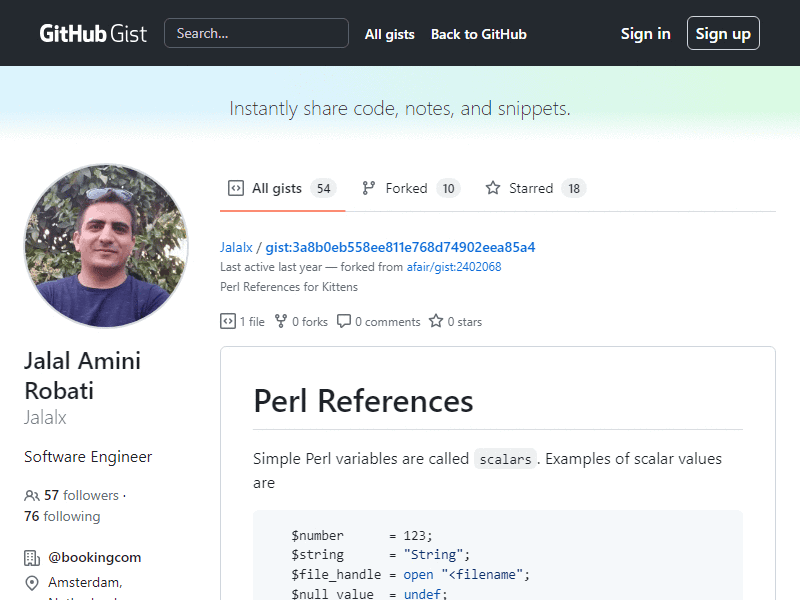 GitHub Gist
Search...
All gists
Back to GitHub
Sign in
Sign up
Instantly share code, notes, and snippets.
All gists 54
Forked 10
Starred 18
Jalalx / gist:3a8b0eb558ee811e768d74902eea85a4
Last active last year — forked from afair/gist:2402068
Perl References for Kittens
1 file
0 forks
0 comments
0 stars
Jalal Amini
Robati
Jalalx
Software Engineer
57 followers ·
76 following
@bookingcom
Amsterdam,
Perl References
Simple Perl variables are called scalars. Examples of scalar values
are
$number = 123;
$string = "String";
$file_handle = open "<filename";
$null_value = undef;